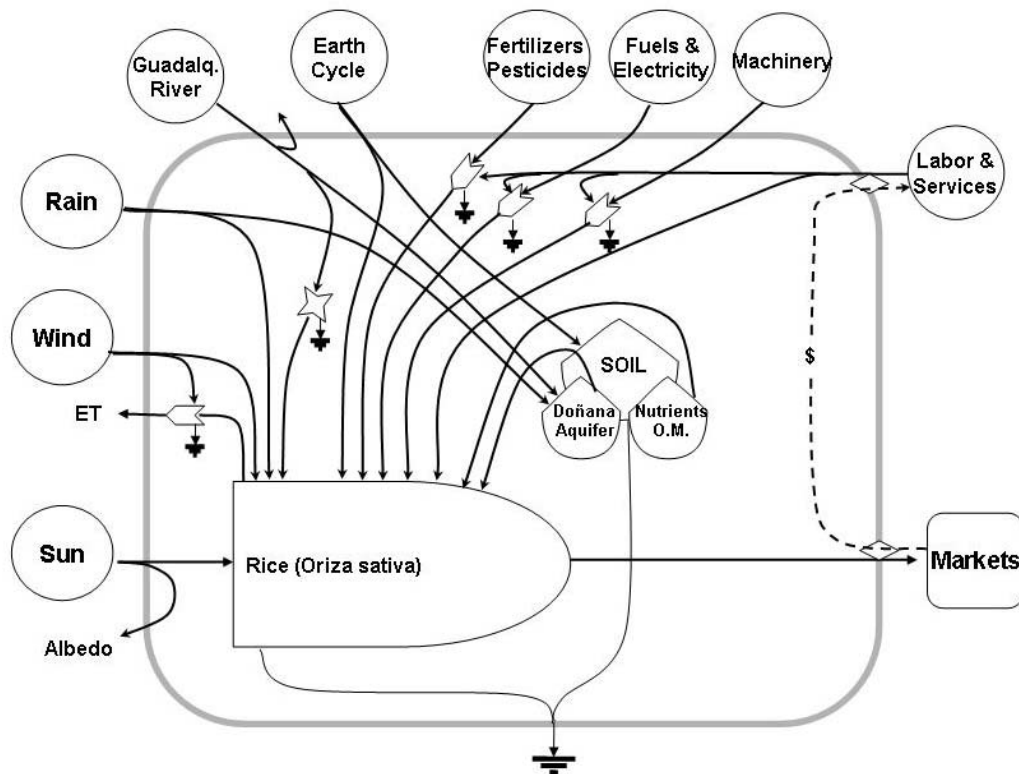 Guadalq.
River
Earth
Cycle
Fertilizers
Pesticides
Fuels &
Electricity
Machinery
Labor &
Services
Rain
Wind
ET
SOIL
Doñana
Aquifer
Nutrients
O.M.
$
Sun
Rice (Oriza sativa)
Markets
Albedo